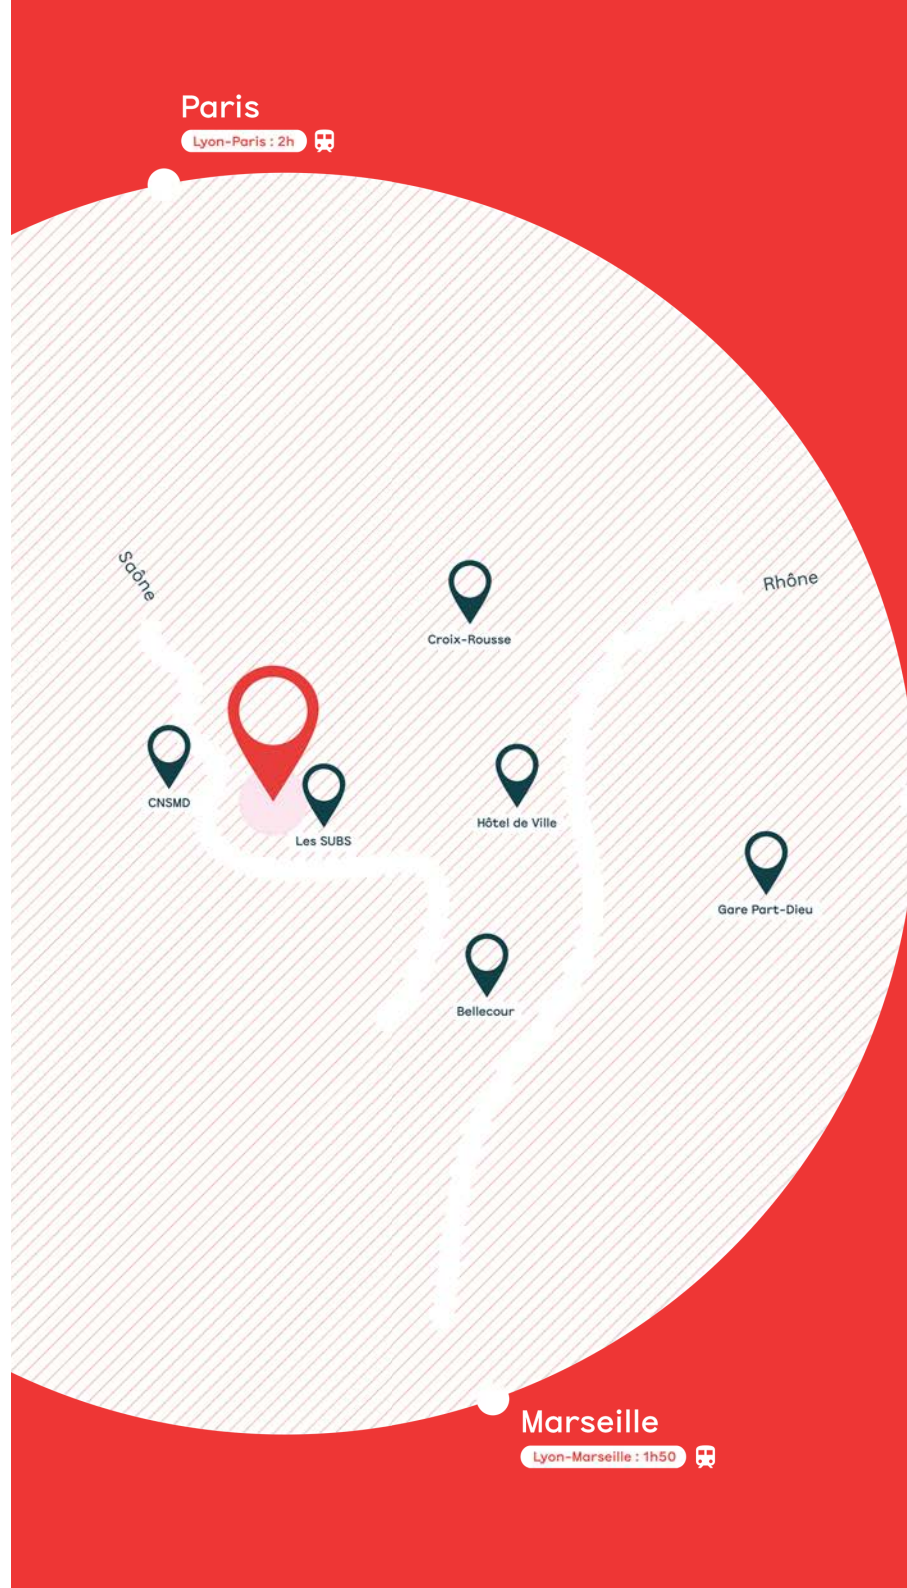 Paris
Lyon-Paris : 2h
Saône
Rhône
Croix-Rousse
CNSMD
Les SUBS
Hôtel de Ville
Gare Part-Dieu
Bellecour
Marseille
Lyon-Marseille : 1h50